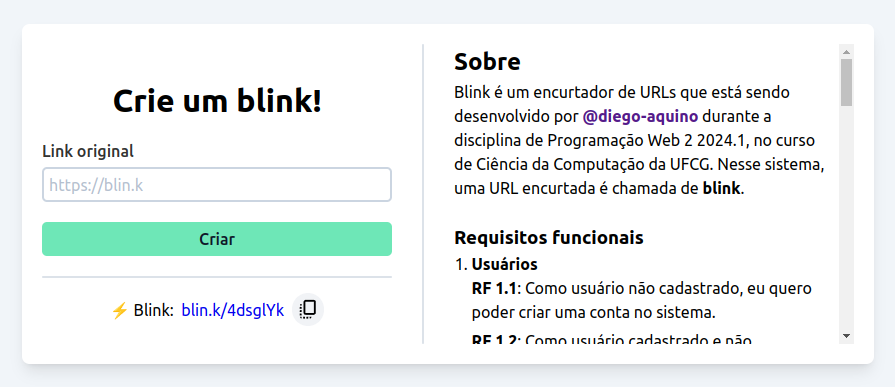 Crie um blink!
Link original
https://blin.k
Criar
⚡ Blink: blin.k/4dsglYk
Sobre
Blink é um encurtador de URLs que está sendo
desenvolvido por @diego-aquino durante a
disciplina de Programação Web 2 2024.1, no curso
de Ciência da Computação da UFCG. Nesse sistema,
uma URL encurtada é chamada de blink.
Requisitos funcionais
1. Usuários
RF 1.1: Como usuário não cadastrado, eu quero
poder criar uma conta no sistema.
RF 1.2: Como usuário cadastrado e não